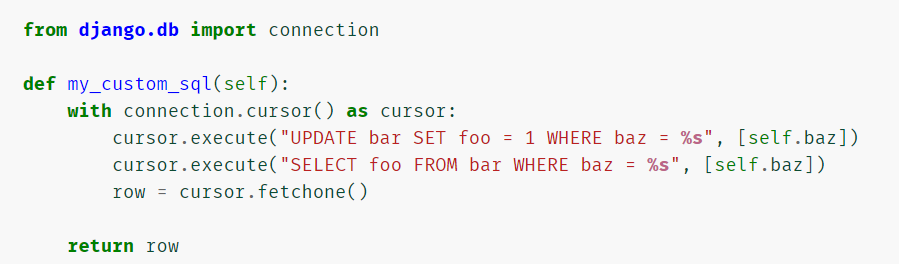 from django.db import connection

def my_custom_sql(self):
    with connection.cursor() as cursor:
        cursor.execute("UPDATE bar SET foo = 1 WHERE baz = %s", [self.baz])
        cursor.execute("SELECT foo FROM bar WHERE baz = %s", [self.baz])
        row = cursor.fetchone()

    return row